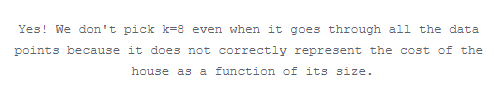 Yes! We don't pick k=8 even when it goes through all the data
points because it does not correctly represent the cost of the
house as a function of its size.